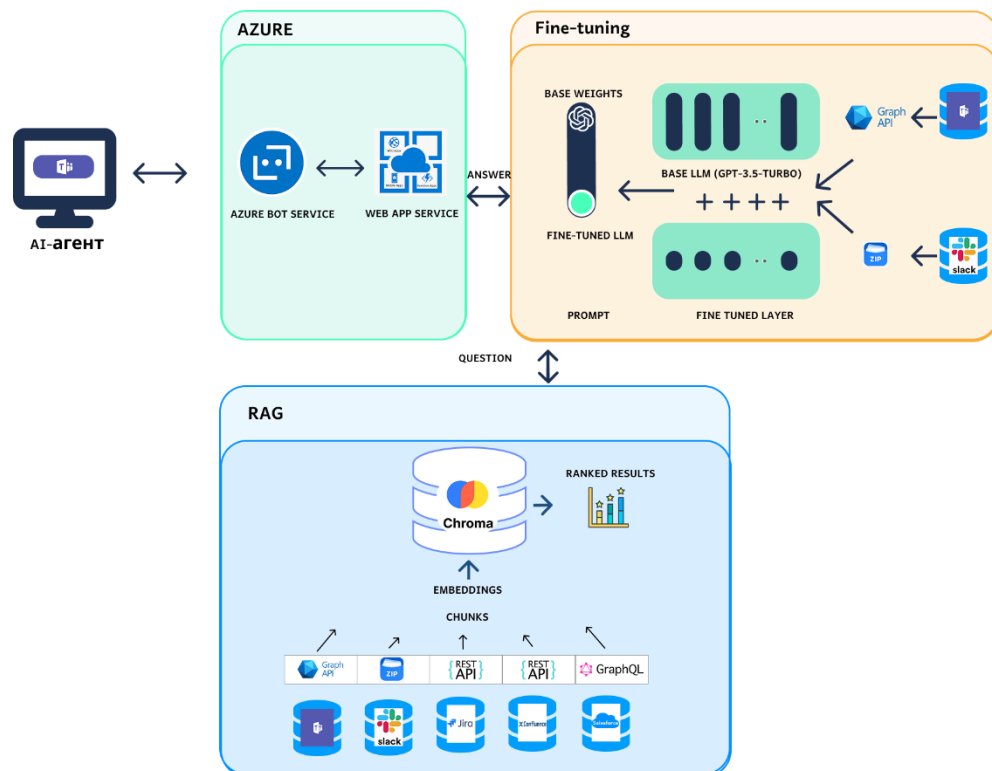 AZURE
Fine-tuning
BASE WEIGHTS
Graph
API
BASE LLM (GPT-3.5-TURBO)
ANSWER
AZURE BOT SERVICE
WEB APP SERVICE
+ + + +
AI-агент
FINE-TUNED LLM
ZIP
slack
PROMPT
FINE TUNED LAYER
QUESTION
RAG
RANKED RESULTS
Chroma
EMBEDDINGS
CHUNKS
Graph
API
ZIP
{REST
API}
{REST
API}
GraphQL
slack
Jira
Confluence
Salesforce